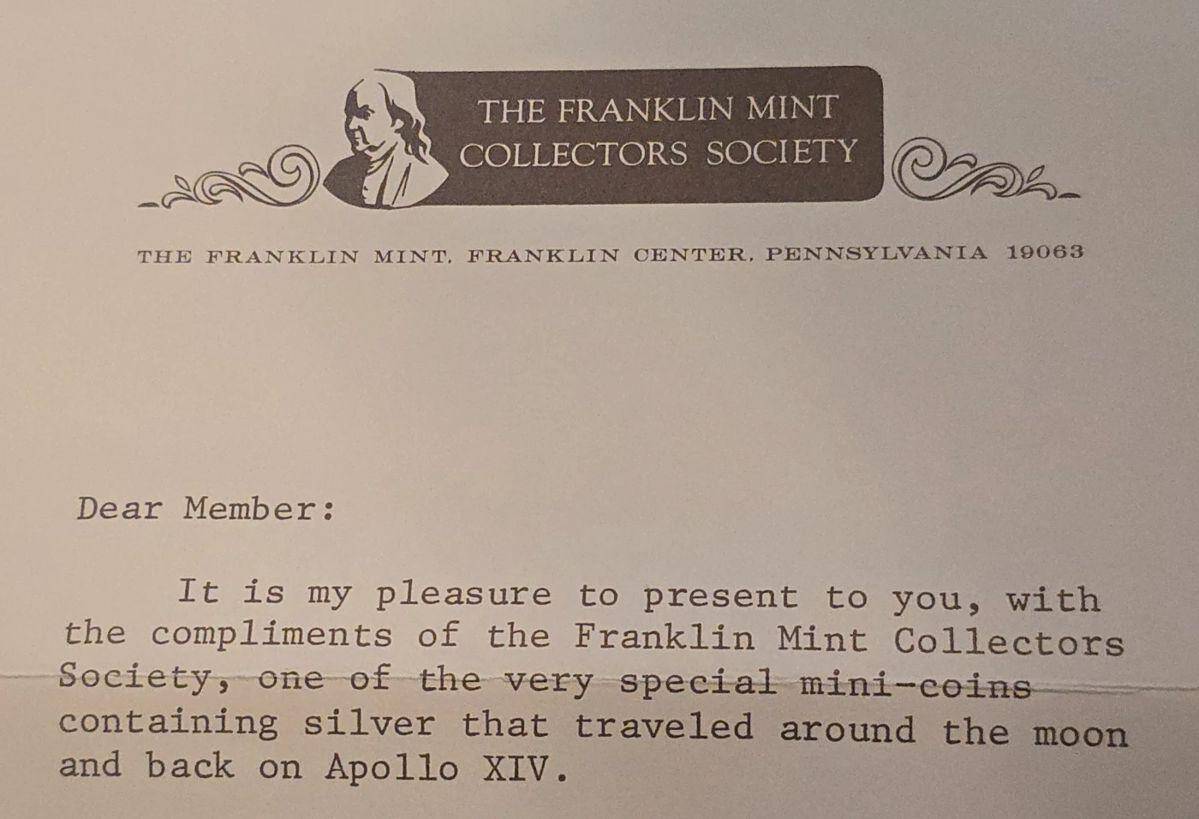 THE FRANKLIN MINT
COLLECTORS SOCIETY
THE FRANKLIN MINT, FRANKLIN CENTER, PENNSYLVANIA 19063
Dear Member:
It is my pleasure to present to you, with
the compliments of the Franklin Mint Collectors
Society, one of the very special mini-coins
containing silver that traveled around the moon
and back on Apollo XIV.